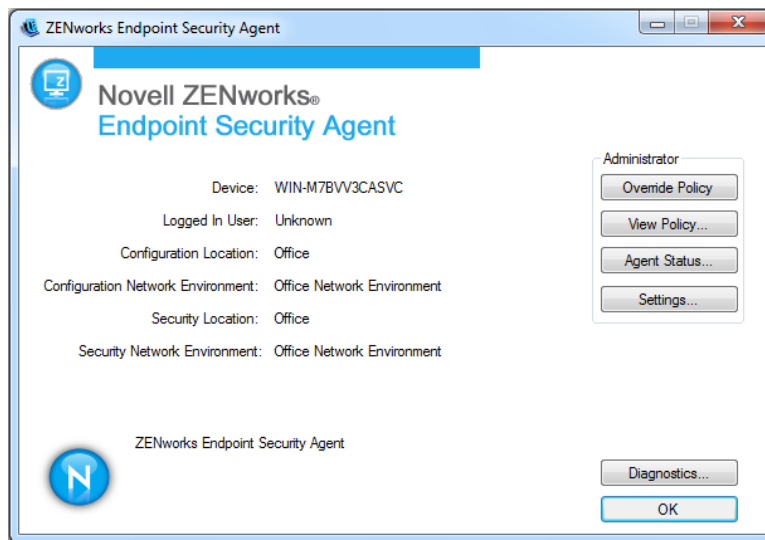 ZENworks Endpoint Security Agent
Novell ZENworks®
Endpoint Security Agent
Device: WIN-M7BVV3CASVC
Logged In User: Unknown
Configuration Location: Office
Configuration Network Environment: Office Network Environment
Security Location: Office
Security Network Environment: Office Network Environment
Administrator
Override Policy
View Policy...
Agent Status...
Settings...
ZENworks Endpoint Security Agent
N
Diagnostics...
OK